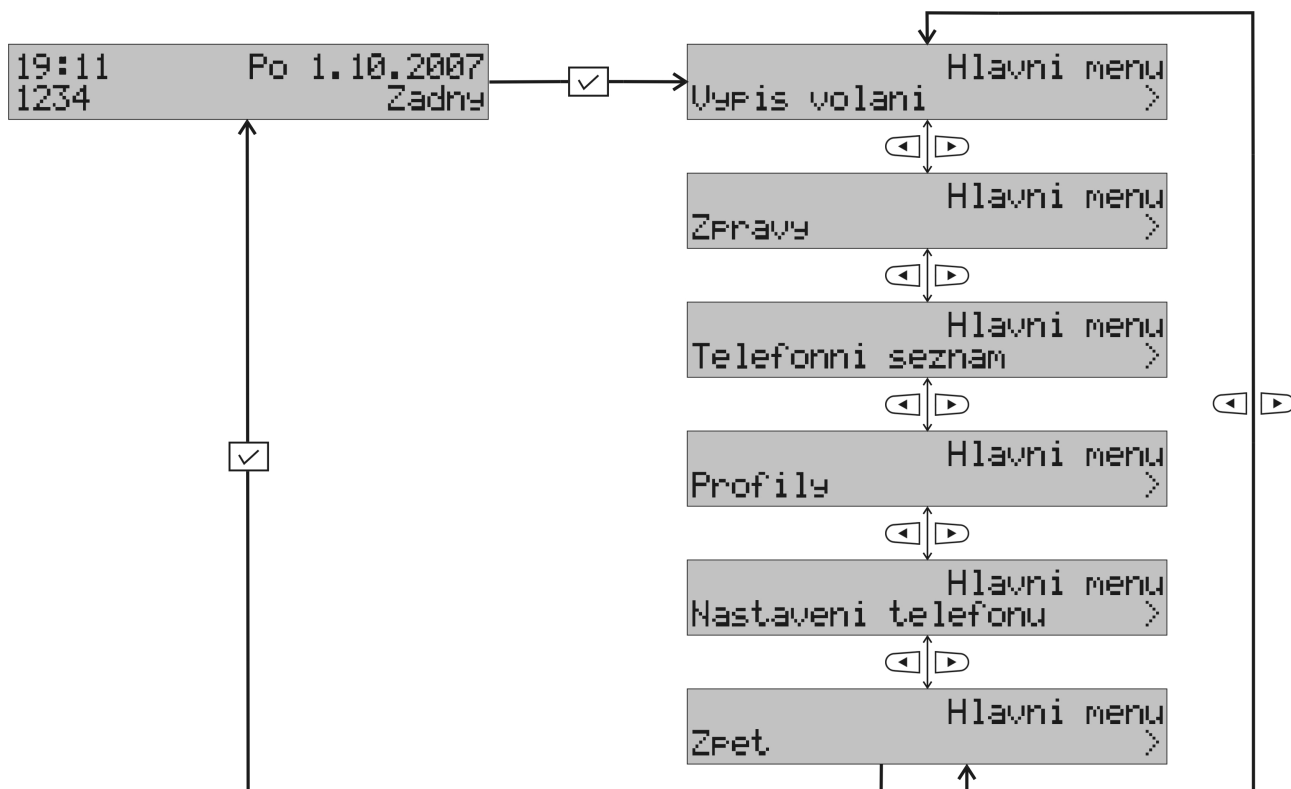 19:11 Po 1.10.2007
1234 Zadny
Hlavni menu
Vypis volani >
Hlavni menu
Zpravy >
Hlavni menu
Telefonni seznam >
Hlavni menu
Profily >
Hlavni menu
Nastaveni telefonu >
Hlavni menu
Zpet >